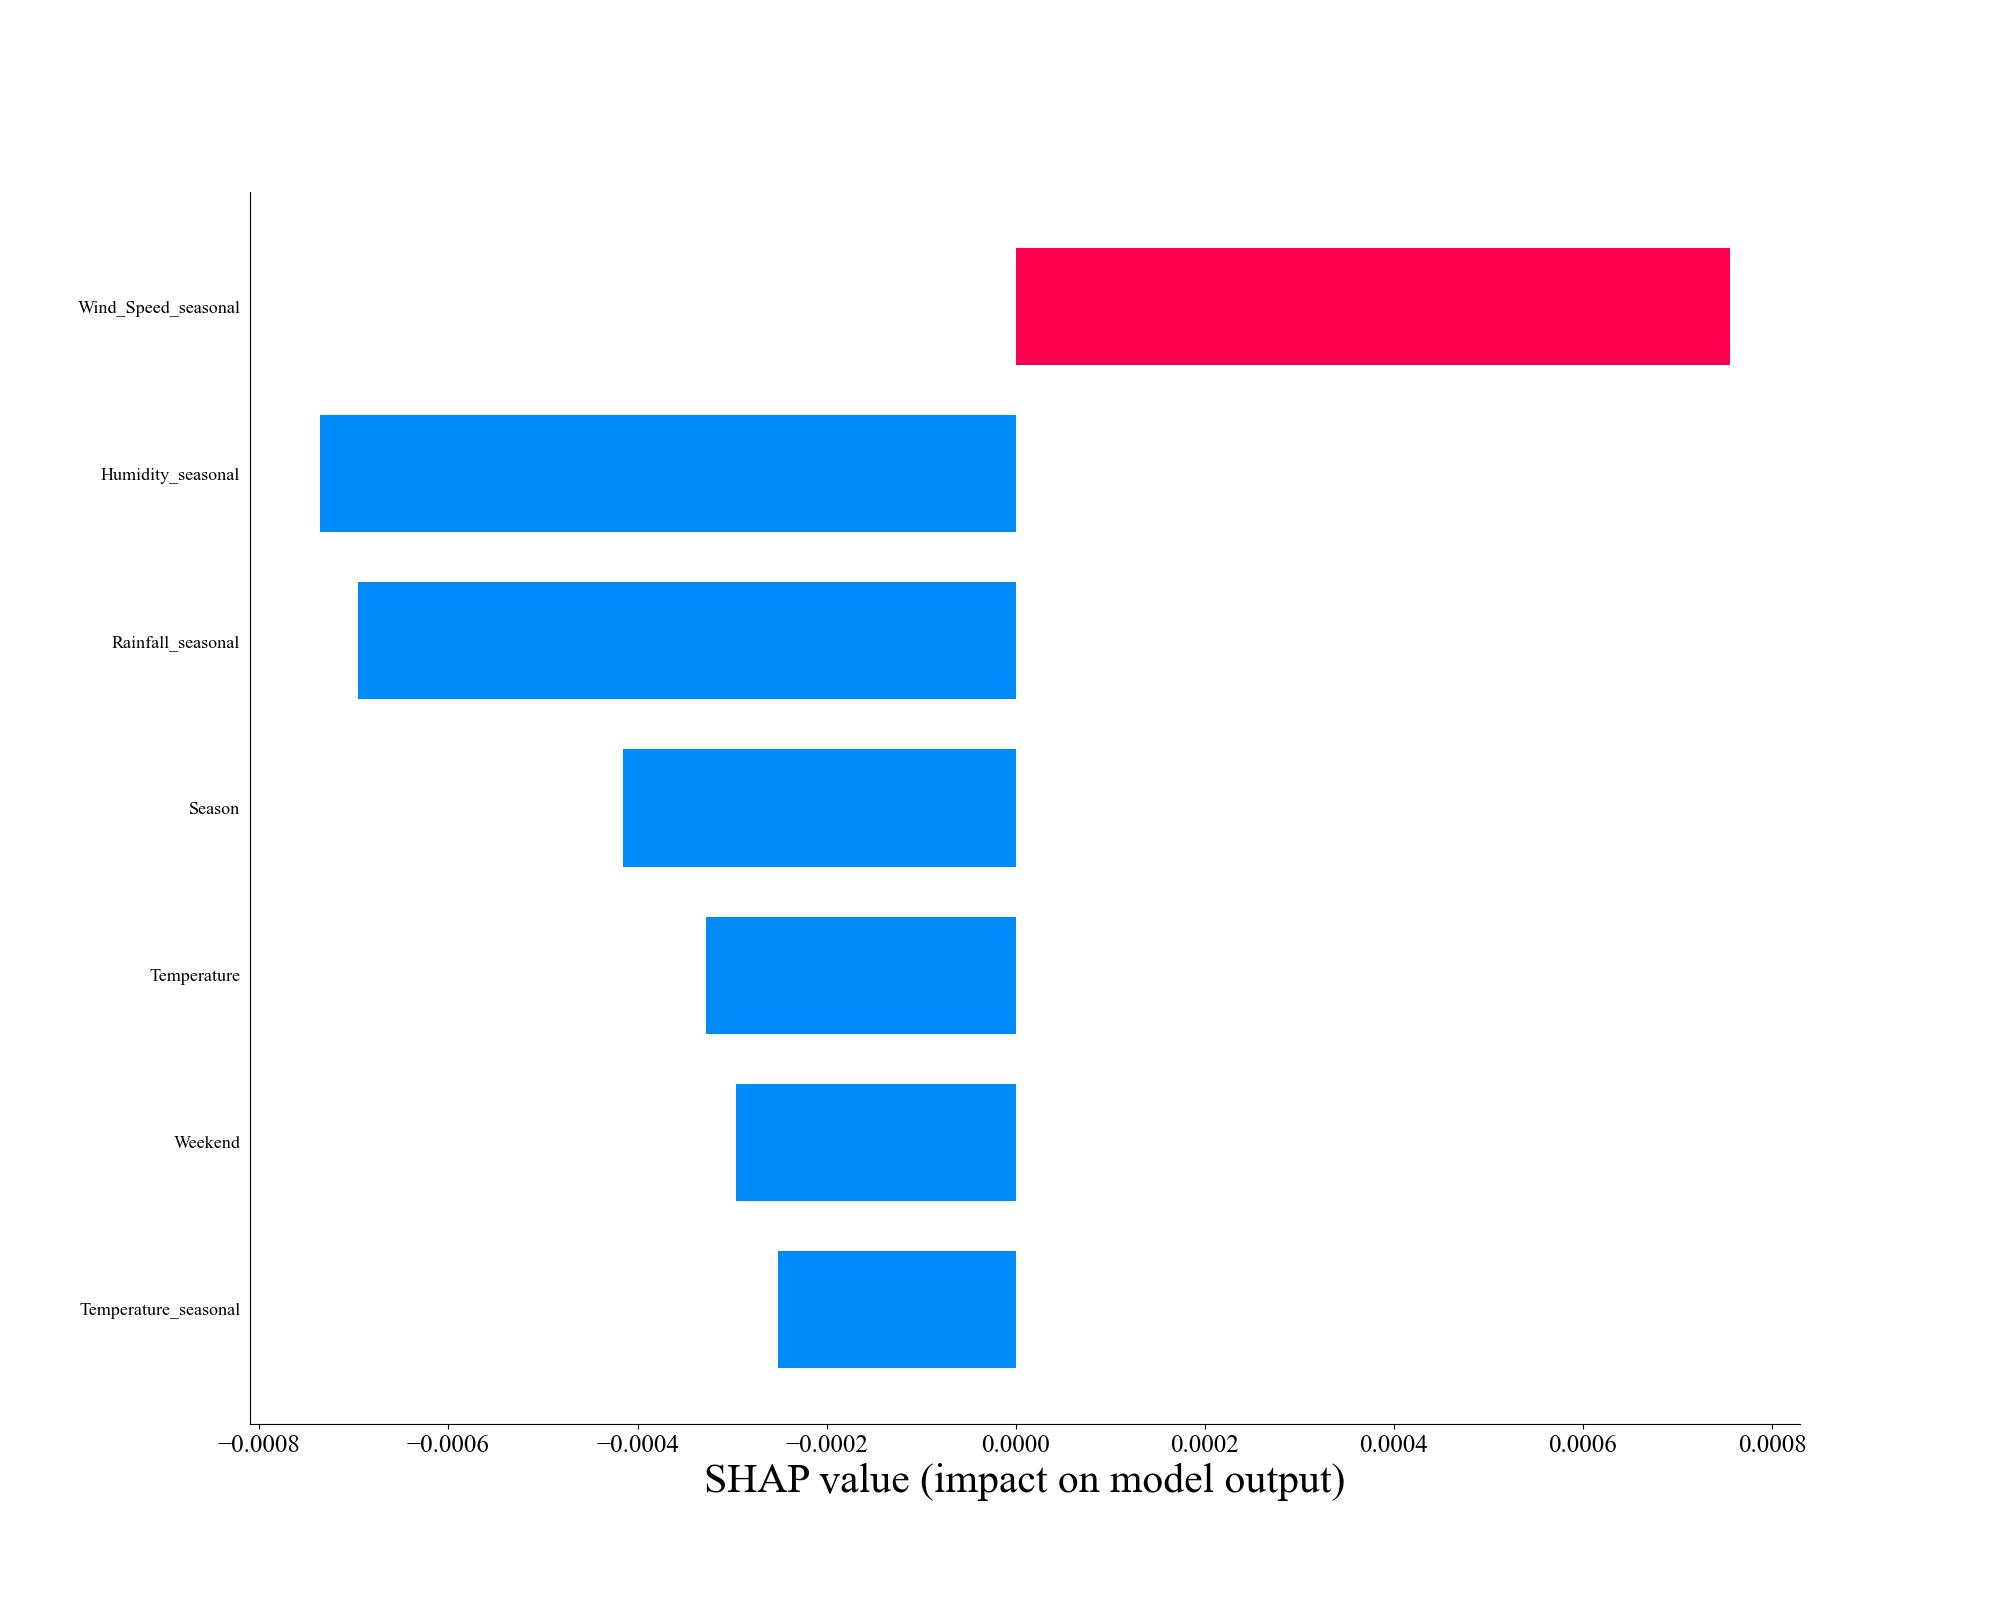 Wind_Speed_seasonal
Humidity_seasonal
Rainfall_seasonal
Season
Temperature
Weekend
Temperature_seasonal
−0.0008 −0.0006 −0.0004 −0.0002 0.0000 0.0002 0.0004 0.0006 0.0008
SHAP value (impact on model output)